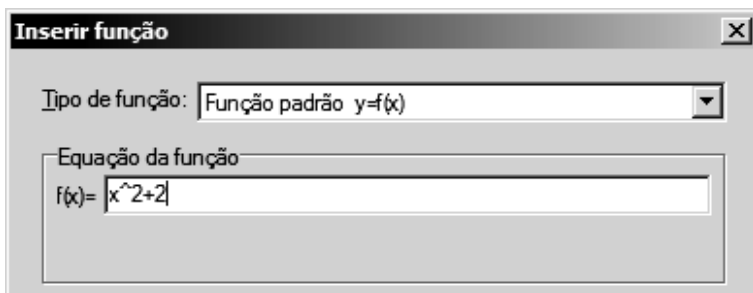 Inserir função
Tipo de função: Função padrão y=f(x)
Equação da função
f(x)= x^2+2